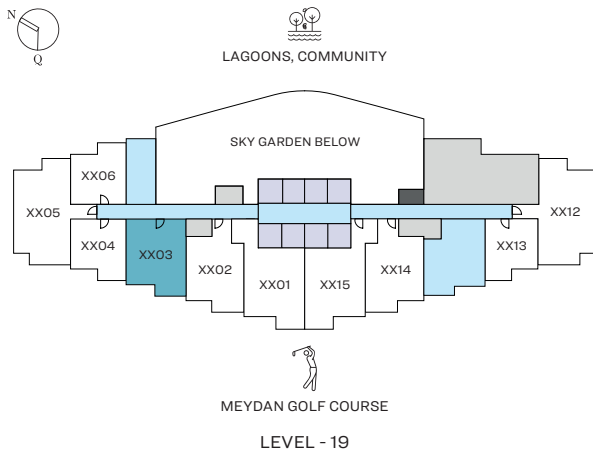 N
Q
LAGOONS, COMMUNITY
SKY GARDEN BELOW
XX06
XX05
XX12
XX04
XX03
XX02
XX01
XX15
XX14
XX13
MEYDAN GOLF COURSE
LEVEL - 19